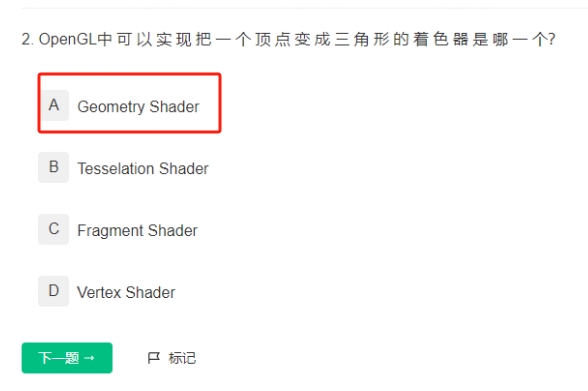 2. OpenGL中可以实现把一个顶点变成三角形的着色器是哪一个?
A Geometry Shader
B Tesselation Shader
C Fragment Shader
D Vertex Shader
下一题 → 标记